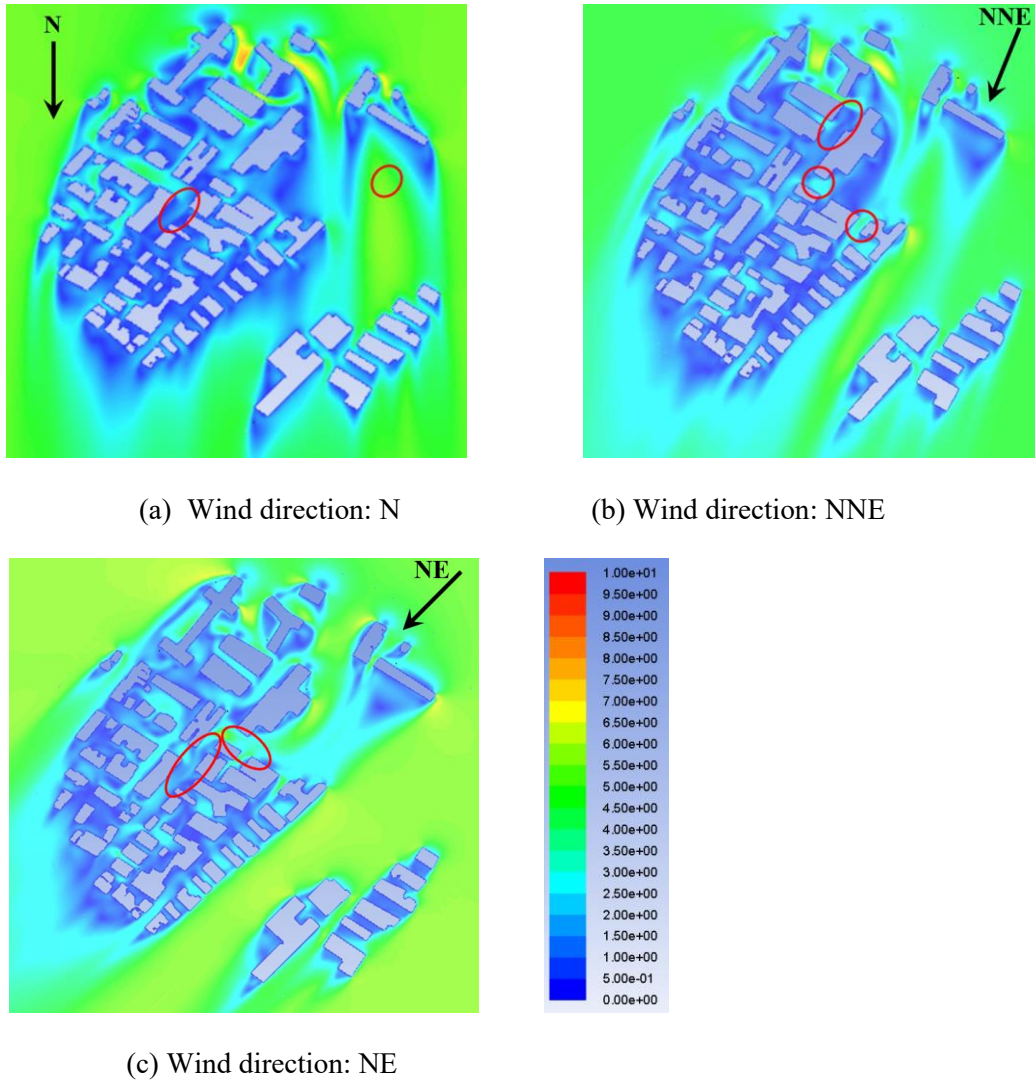 N
NNE
(a) Wind direction: N
(b) Wind direction: NNE
NE
1.00e+01
9.50e+00
9.00e+00
8.50e+00
8.00e+00
7.50e+00
7.00e+00
6.50e+00
6.00e+00
5.50e+00
5.00e+00
4.50e+00
4.00e+00
3.50e+00
3.00e+00
2.50e+00
2.00e+00
1.50e+00
1.00e+00
5.00e-01
0.00e+00
(c) Wind direction: NE